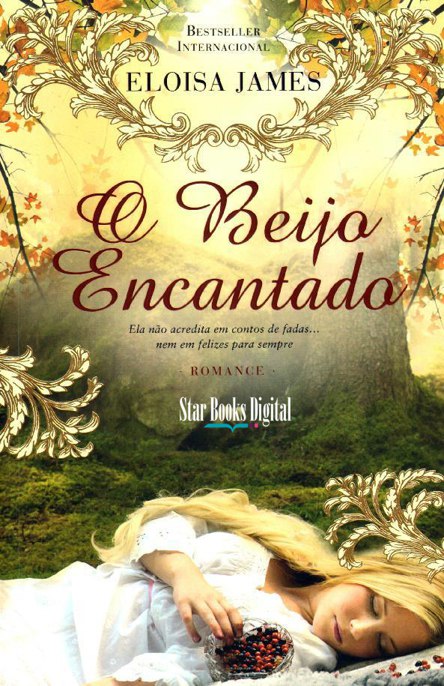 BESTSELLER
INTERNACIONAL
ELOISA JAMES
O Beijo
Encantado
Ela não acredita em contos de fadas...
nem em felizes para sempre
· ROMANCE ·
Star Books Digital